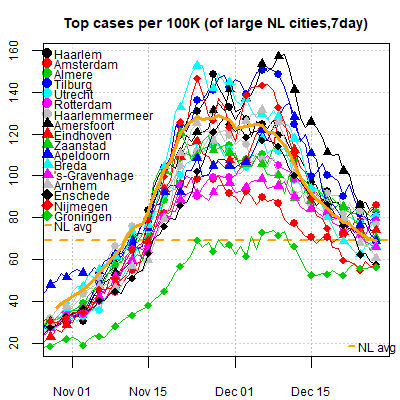 Top cases per 100K (of large NL cities,7day)
160
140
120
100
80
60
40
20
Haarlem
Amsterdam
Almere
Tilburg
Utrecht
Rotterdam
Haarlemmermeer
Amersfoort
Eindhoven
Zaanstad
Apeldoorn
Breda
's-Gravenhage
Arnhem
Enschede
Nijmegen
Groningen
NL avg
NL avg
Nov 01
Nov 15
Dec 01
Dec 15